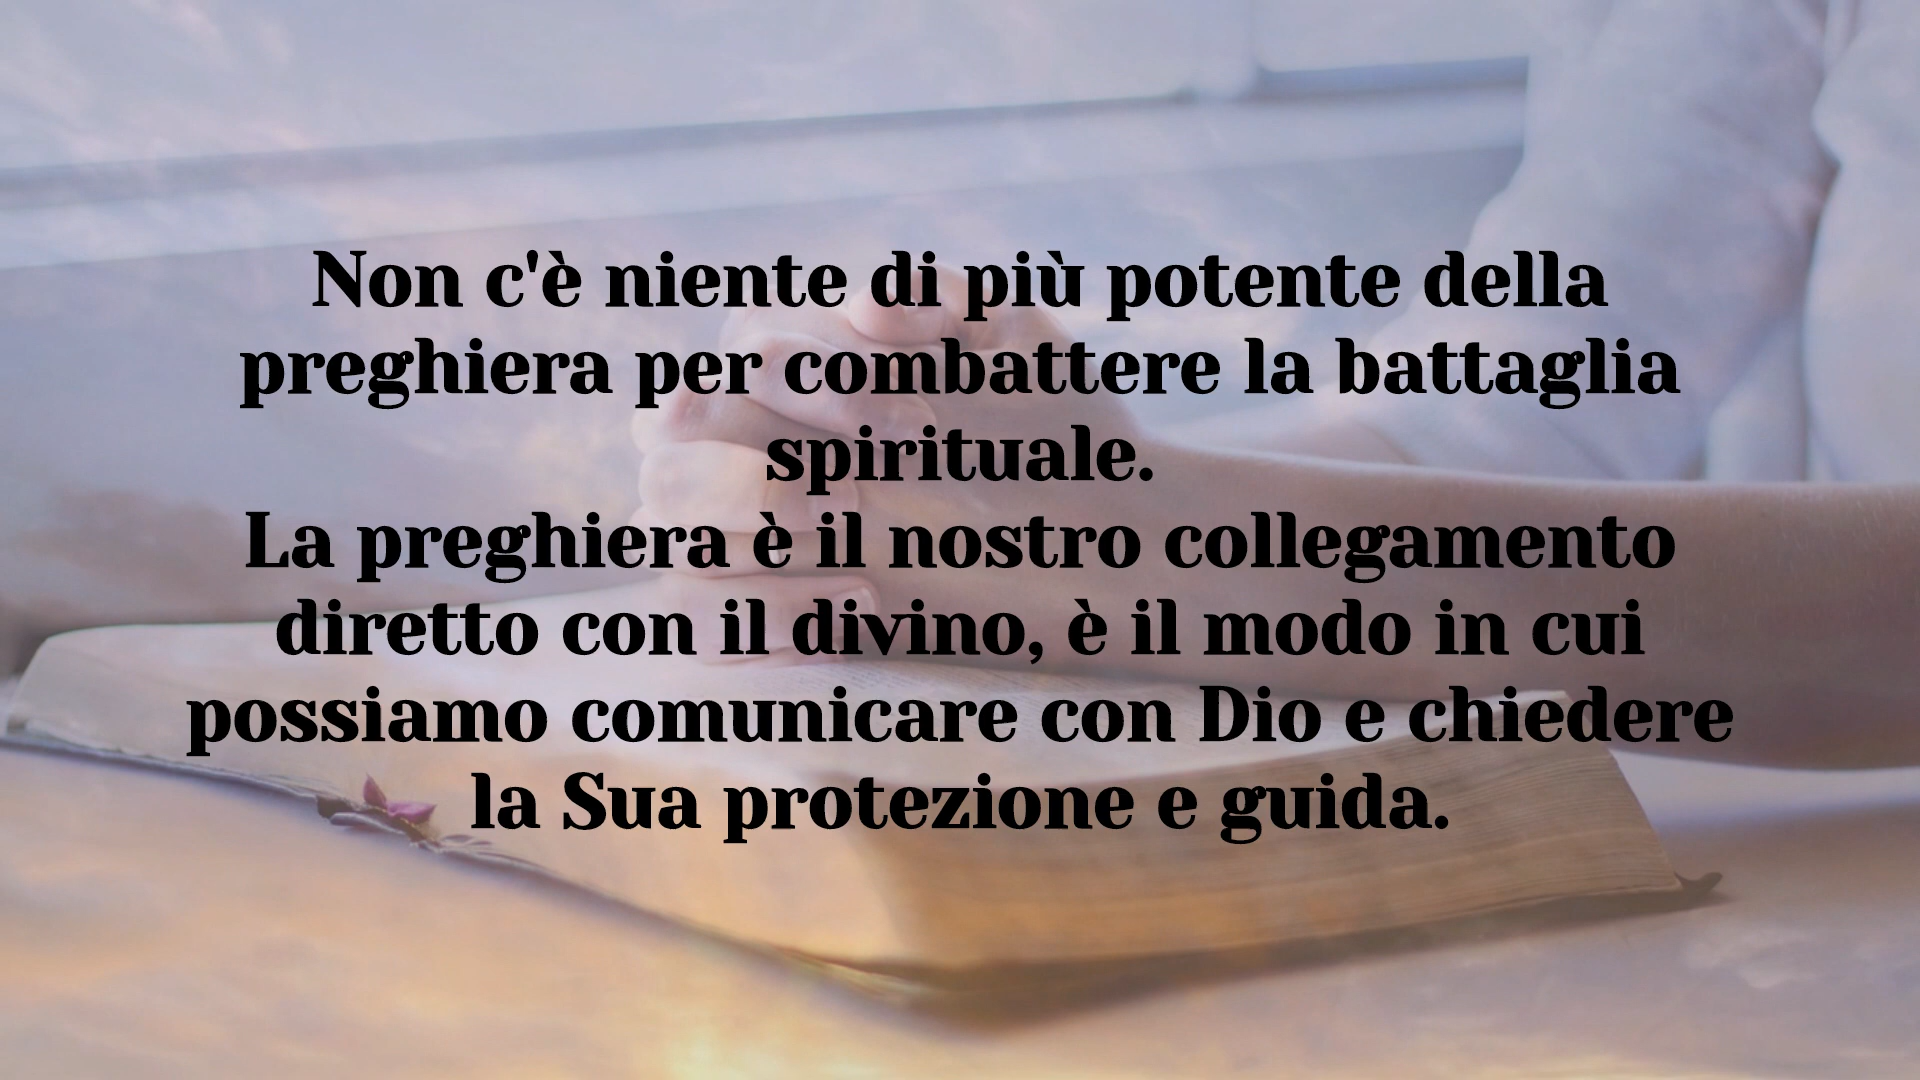 Non c'è niente di più potente della
preghiera per combattere la battaglia
spirituale.
La preghiera è il nostro collegamento
diretto con il divino, è il modo in cui
possiamo comunicare con Dio e chiedere
la Sua protezione e guida.